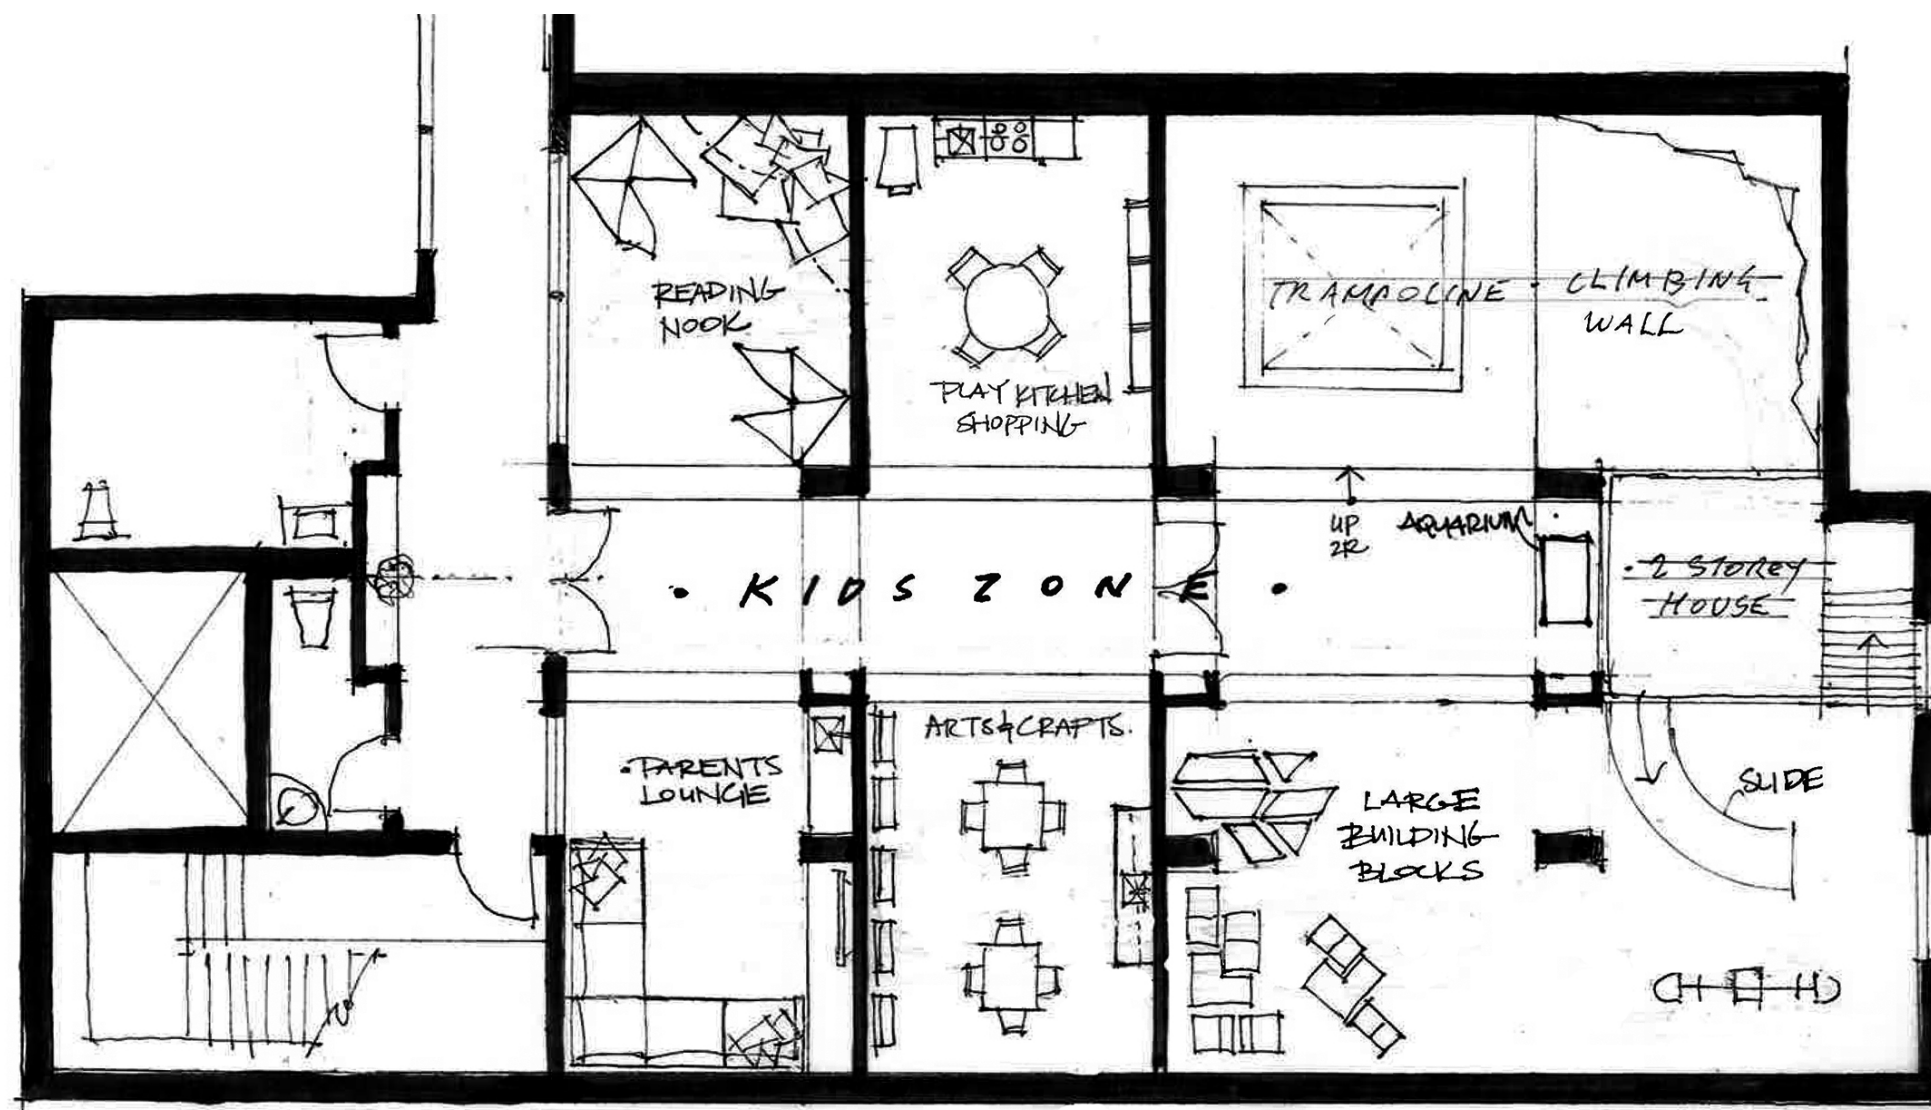 READING
NOOK
PLAY KITCHEN
SHOPPING
TRAMPOLINE · CLIMBING
WALL
UP
2R
AQUARIUM
· KIDS ZONE ·
· 2 STOREY
HOUSE
· PARENTS
LOUNGE
ARTS & CRAFTS.
LARGE
BUILDING
BLOCKS
SLIDE